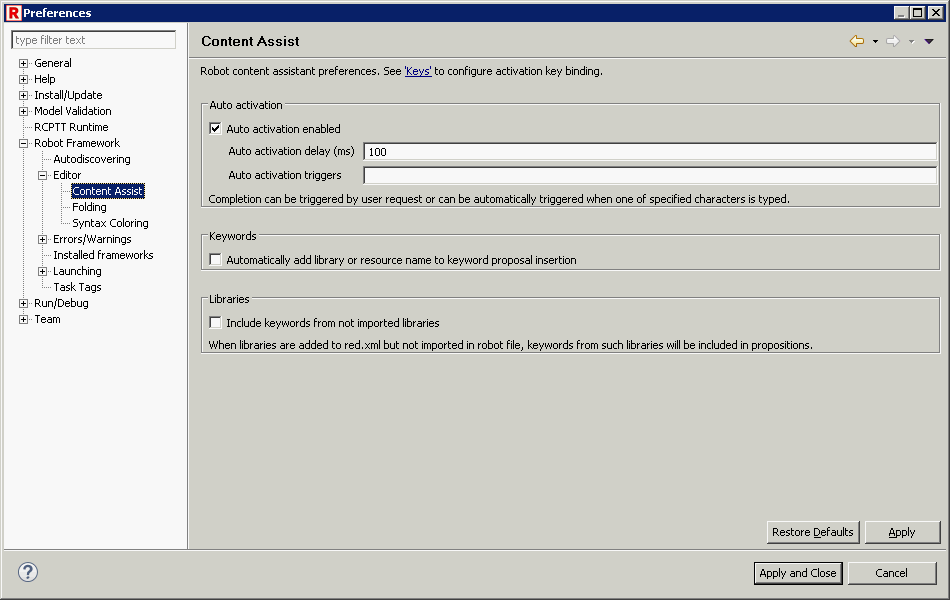 R Preferences
type filter text
General
Help
Install/Update
Model Validation
RCPTT Runtime
Robot Framework
Autodiscovering
Editor
Content Assist
Folding
Syntax Coloring
Errors/Warnings
Installed frameworks
Launching
Task Tags
Run/Debug
Team
Content Assist
Robot content assistant preferences. See 'Keys' to configure activation key binding.
Auto activation
Auto activation enabled
Auto activation delay (ms) 100
Auto activation triggers
Completion can be triggered by user request or can be automatically triggered when one of specified characters is typed.
Keywords
Automatically add library or resource name to keyword proposal insertion
Libraries
Include keywords from not imported libraries
When libraries are added to red.xml but not imported in robot file, keywords from such libraries will be included in propositions.
Restore Defaults Apply
? Apply and Close Cancel